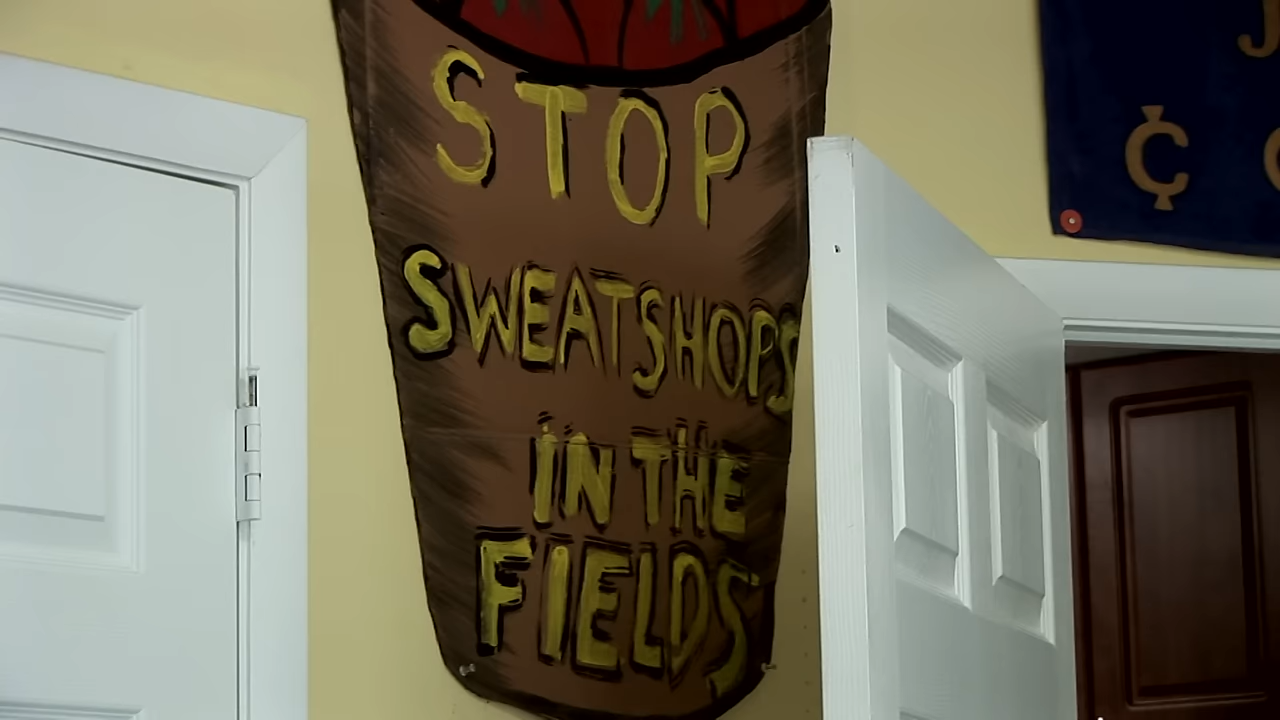 STOP
SWEATSHOPS
IN THE
FIELDS
J
Ç